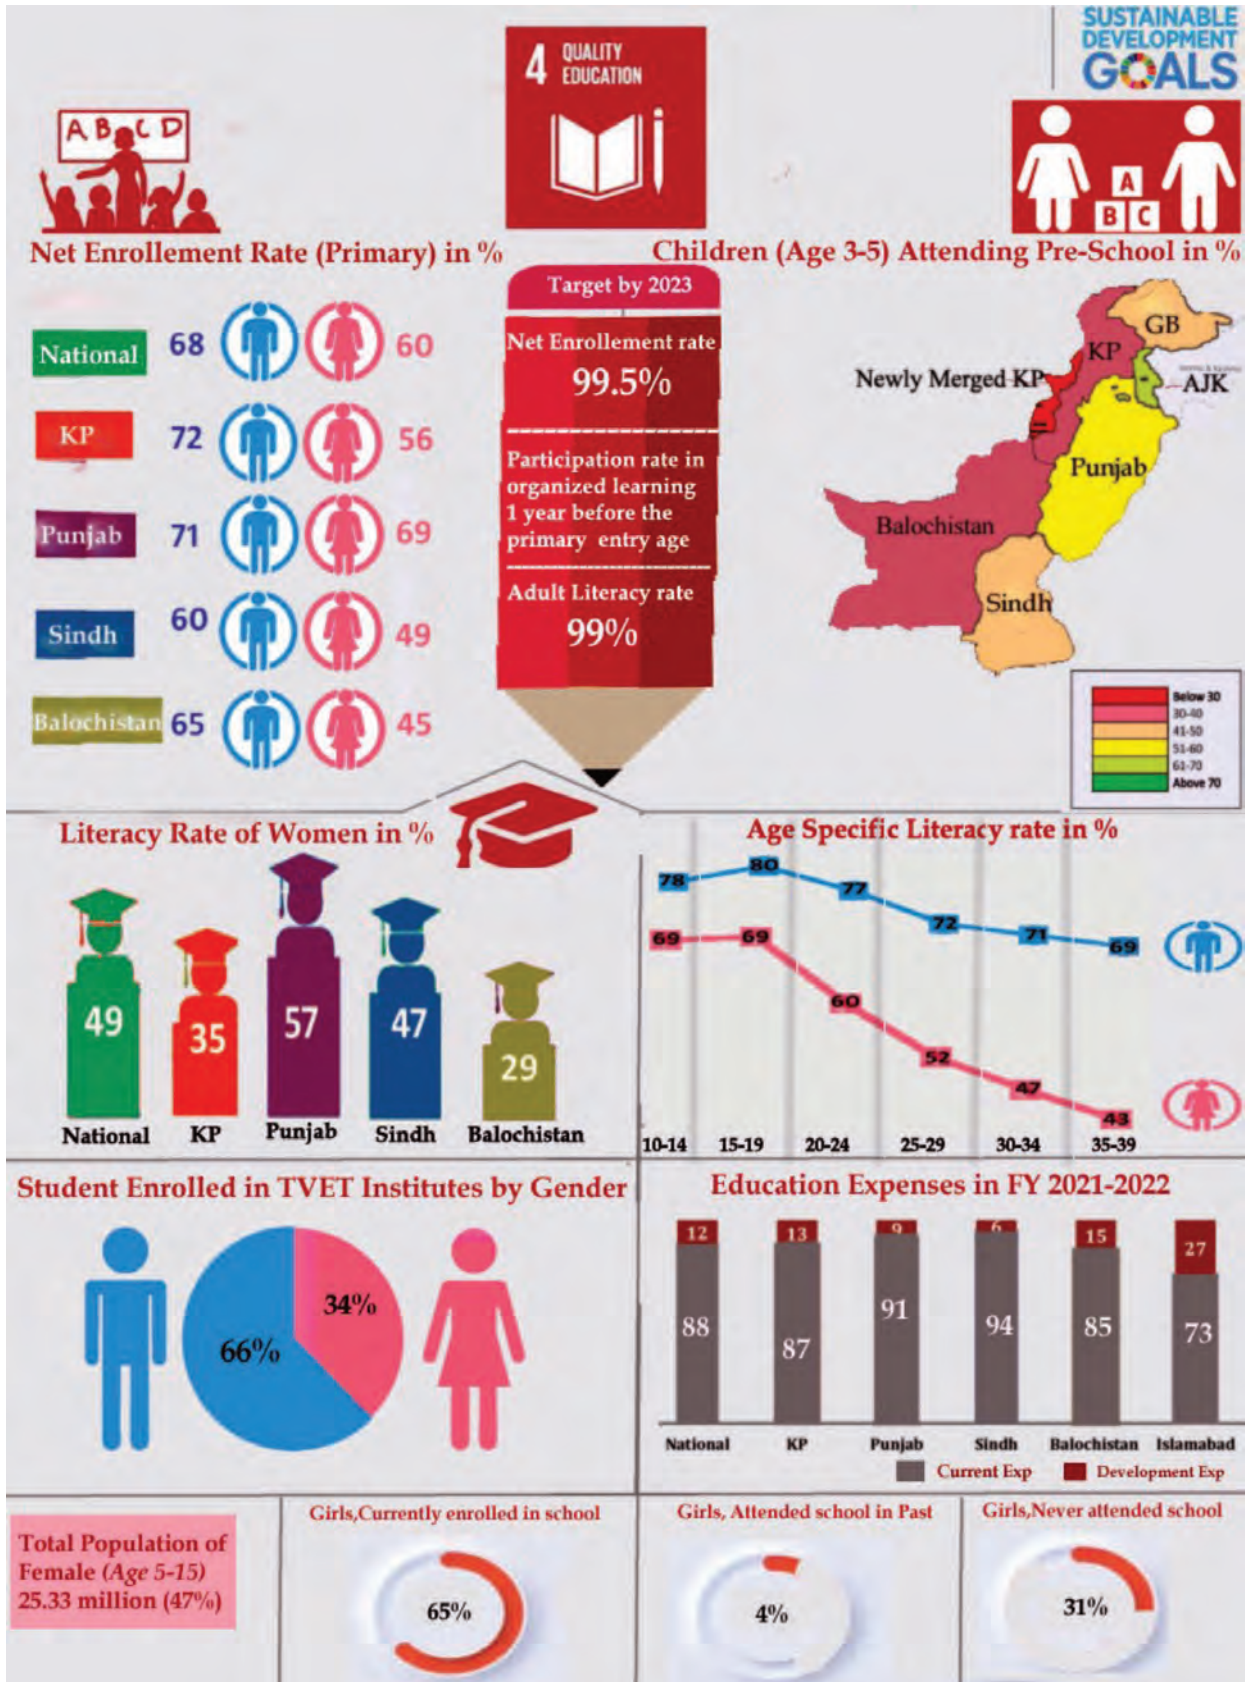 SUSTAINABLE
DEVELOPMENT
GOALS
4 QUALITY
EDUCATION
A B C D
A
B C
Net Enrollement Rate (Primary) in %
National 68 60
KP 72 56
Punjab 71 69
Sindh 60 49
Balochistan 65 45
Target by 2023
Net Enrollement rate
99.5%
Participation rate in
organized learning
1 year before the
primary entry age
Adult Literacy rate
99%
Children (Age 3-5) Attending Pre-School in %
GB
KP
Newly Merged KP
AJK
Punjab
Balochistan
Sindh
Below 30
30-40
41-50
51-60
61-70
Above 70
Literacy Rate of Women in %
49
35
57
47
29
National
KP
Punjab
Sindh
Balochistan
Age Specific Literacy rate in %
78 80 77 72 71 69
69 69 60 52 47 43
10-14 15-19 20-24 25-29 30-34 35-39
Student Enrolled in TVET Institutes by Gender
34%
66%
Education Expenses in FY 2021-2022
12 13 9 6 15 27
88 87 91 94 85 73
National KP Punjab Sindh Balochistan Islamabad
Current Exp Development Exp
Total Population of
Female (Age 5-15)
25.33 million (47%)
Girls,Currently enrolled in school
65%
Girls, Attended school in Past
4%
Girls,Never attended school
31%